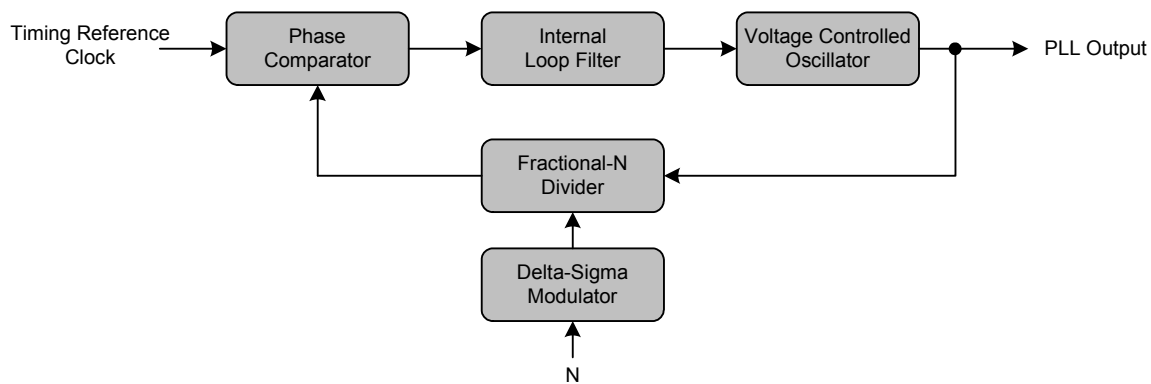 Timing Reference
Clock
Phase
Comparator
Internal
Loop Filter
Voltage Controlled
Oscillator
PLL Output
Fractional-N
Divider
Delta-Sigma
Modulator
N